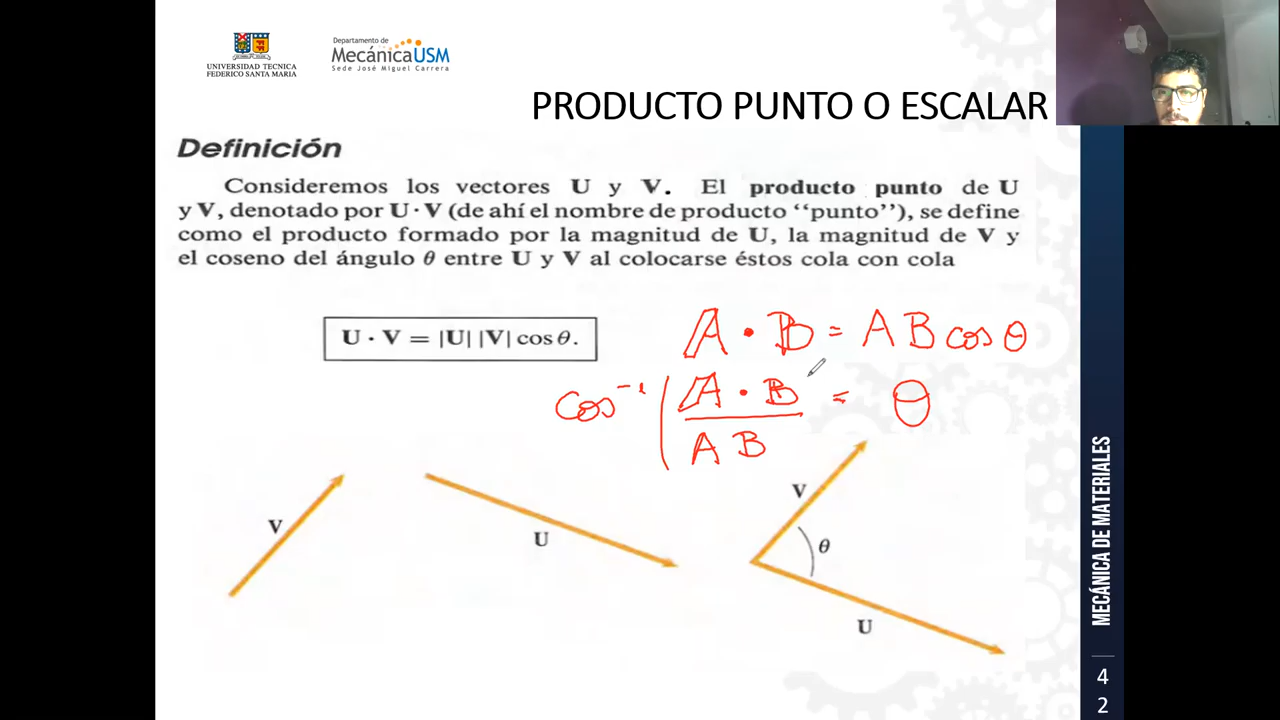 UNIVERSIDAD TECNICA
FEDERICO SANTA MARIA
Departamento de
MecánicaUSM
Sede José Miguel Carrera
PRODUCTO PUNTO O ESCALAR
Definición
Consideremos los vectores U y V. El producto punto de U
y V, denotado por U · V (de ahí el nombre de producto “punto”), se define
como el producto formado por la magnitud de U, la magnitud de V y
el coseno del ángulo θ entre U y V al colocarse éstos cola con cola
U · V = |U| |V| cos θ.
A · B = A B cos θ
cos⁻¹ ( A · B / A B = θ
V
U
V
θ
U
MECÁNICA DE MATERIALES
4
2